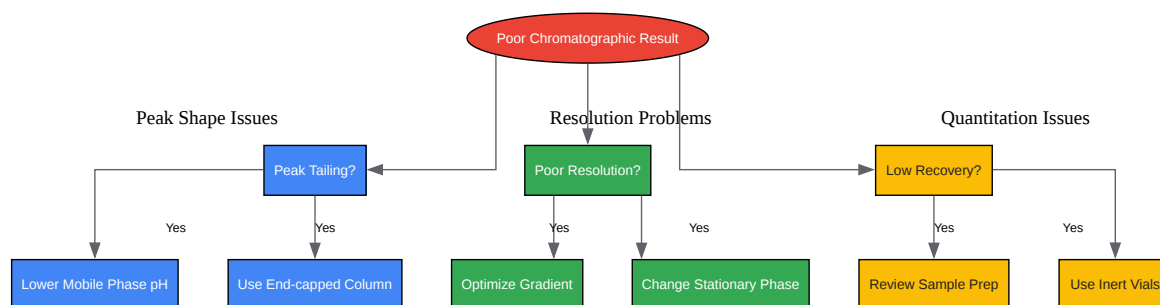 Poor Chromatographic Result
Peak Shape Issues
Resolution Problems
Quantitation Issues
Peak Tailing?
Poor Resolution?
Low Recovery?
Yes
Yes
Yes
Yes
Yes
Yes
Lower Mobile Phase pH
Use End-capped Column
Optimize Gradient
Change Stationary Phase
Review Sample Prep
Use Inert Vials